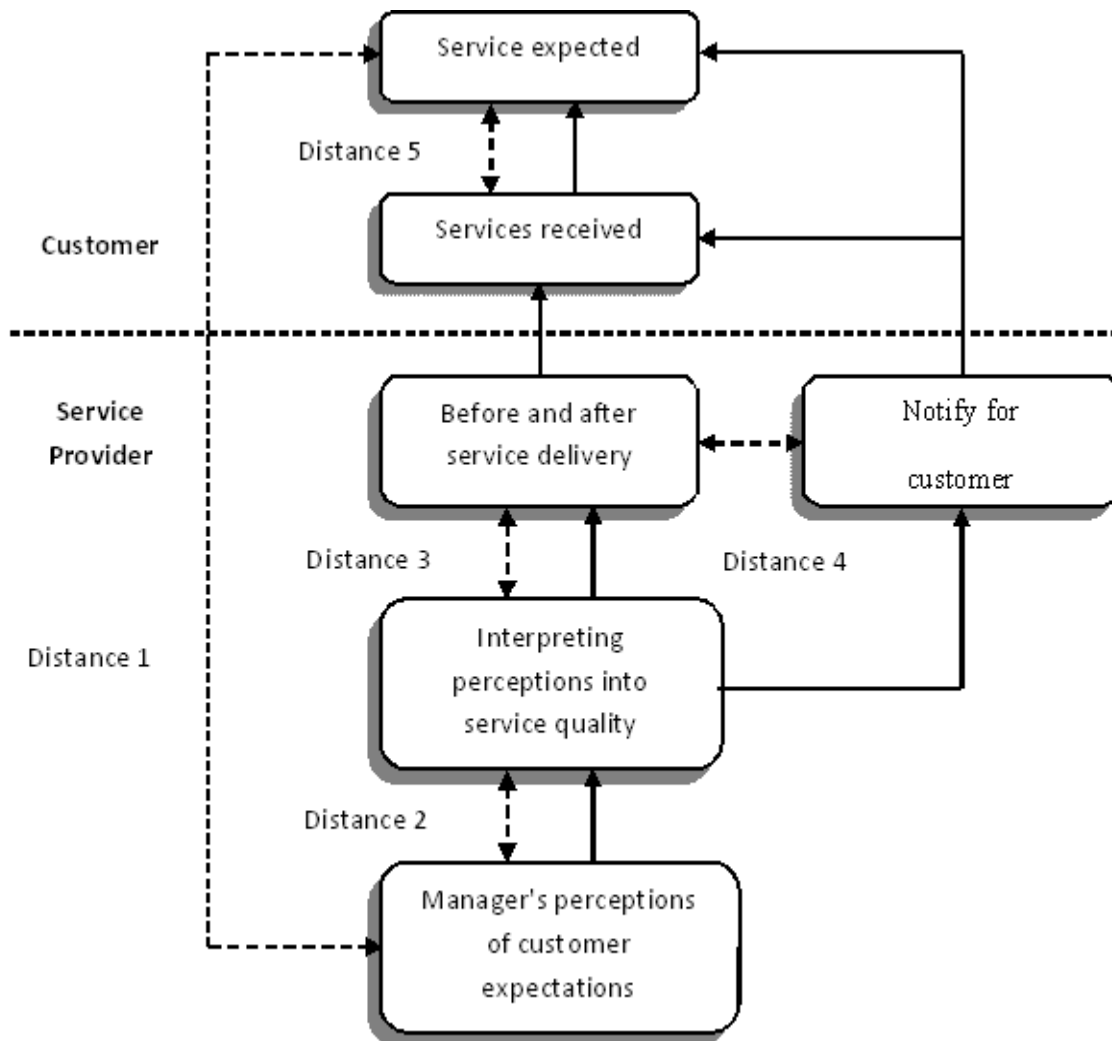 Service expected
Distance 5
Services received
Customer
Service
Provider
Before and after
service delivery
Notify for
customer
Distance 3
Distance 4
Interpreting
perceptions into
service quality
Distance 1
Distance 2
Manager's perceptions
of customer
expectations